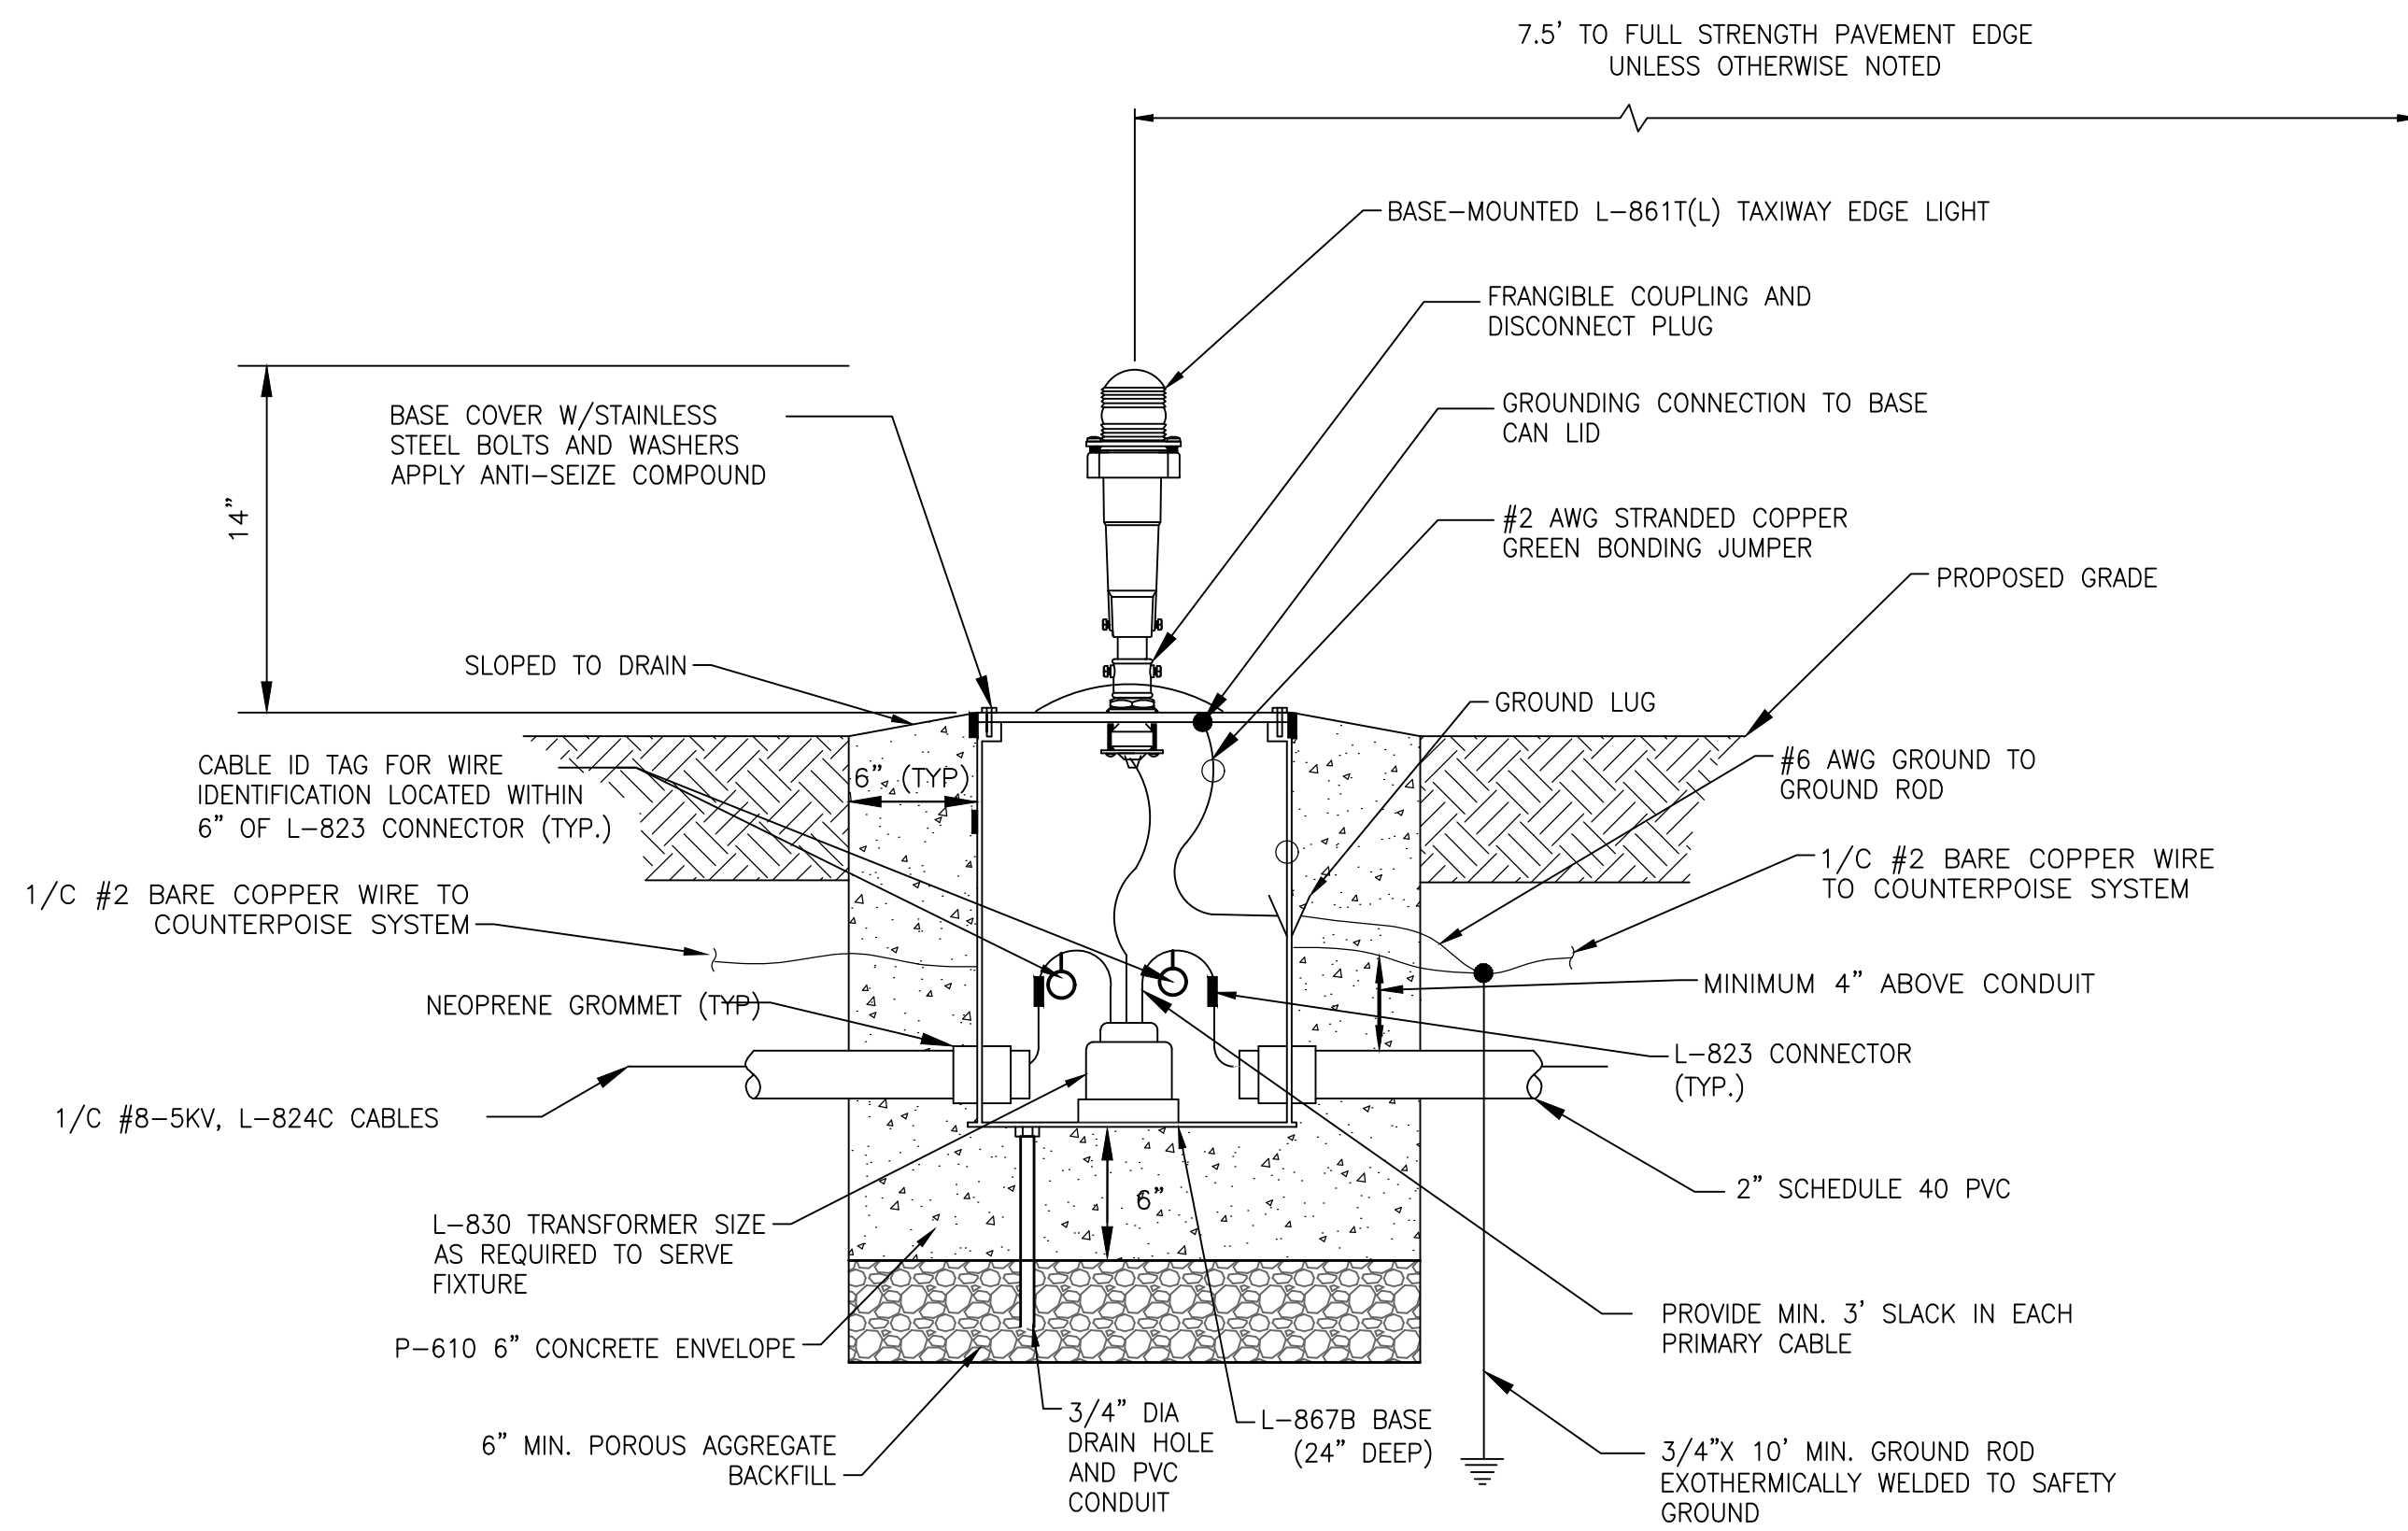 7.5' TO FULL STRENGTH PAVEMENT EDGE
UNLESS OTHERWISE NOTED
BASE-MOUNTED L-861T(L) TAXIWAY EDGE LIGHT
FRANGIBLE COUPLING AND
DISCONNECT PLUG
GROUNDING CONNECTION TO BASE
CAN LID
BASE COVER W/STAINLESS
STEEL BOLTS AND WASHERS
APPLY ANTI-SEIZE COMPOUND
14"
#2 AWG STRANDED COPPER
GREEN BONDING JUMPER
PROPOSED GRADE
SLOPED TO DRAIN
GROUND LUG
CABLE ID TAG FOR WIRE
IDENTIFICATION LOCATED WITHIN
6" OF L-823 CONNECTOR (TYP.)
6" (TYP)
#6 AWG GROUND TO
GROUND ROD
1/C #2 BARE COPPER WIRE
TO COUNTERPOISE SYSTEM
1/C #2 BARE COPPER WIRE TO
COUNTERPOISE SYSTEM
MINIMUM 4" ABOVE CONDUIT
NEOPRENE GROMMET (TYP)
L-823 CONNECTOR
(TYP.)
1/C #8-5KV, L-824C CABLES
2" SCHEDULE 40 PVC
6"
L-830 TRANSFORMER SIZE
AS REQUIRED TO SERVE
FIXTURE
PROVIDE MIN. 3' SLACK IN EACH
PRIMARY CABLE
P-610 6" CONCRETE ENVELOPE
3/4" DIA
DRAIN HOLE
AND PVC
CONDUIT
L-867B BASE
(24" DEEP)
6" MIN. POROUS AGGREGATE
BACKFILL
3/4"X 10' MIN. GROUND ROD
EXOTHERMICALLY WELDED TO SAFETY
GROUND